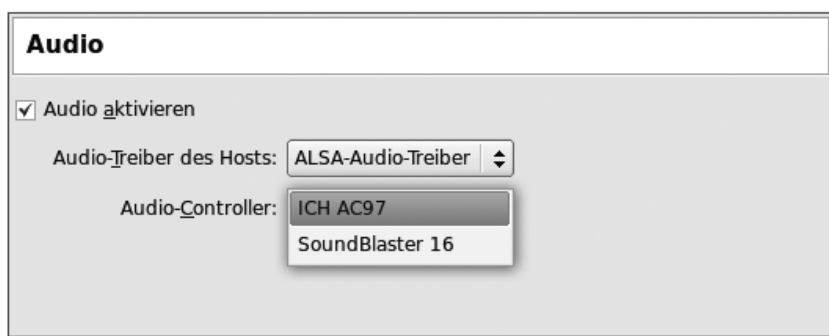 Audio
Audio aktivieren
Audio-Treiber des Hosts: ALSA-Audio-Treiber
Audio-Controller: ICH AC97
SoundBlaster 16